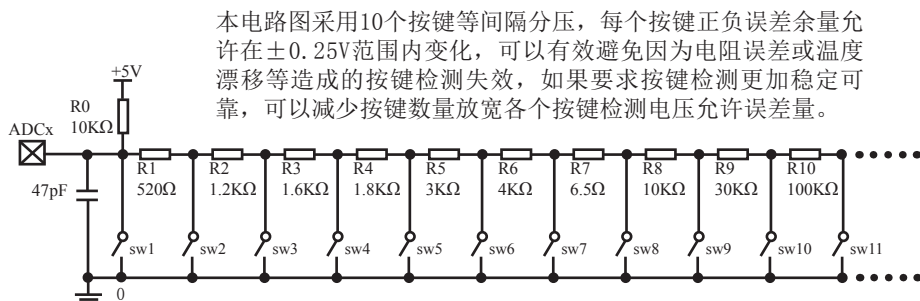 本电路图采用10个按键等间隔分压，每个按键正负误差余量允
许在±0.25V范围内变化，可以有效避免因为电阻误差或温度
漂移等造成的按键检测失效，如果要求按键检测更加稳定可
靠，可以减少按键数量放宽各个按键检测电压允许误差量。
+5V
R0
10KΩ
ADCx
R1 R2 R3 R4 R5 R6 R7 R8 R9 R10
520Ω 1.2KΩ 1.6KΩ 1.8KΩ 3KΩ 4KΩ 6.5Ω 10KΩ 30KΩ 100KΩ
47pF
sw1 sw2 sw3 sw4 sw5 sw6 sw7 sw8 sw9 sw10 sw11
0